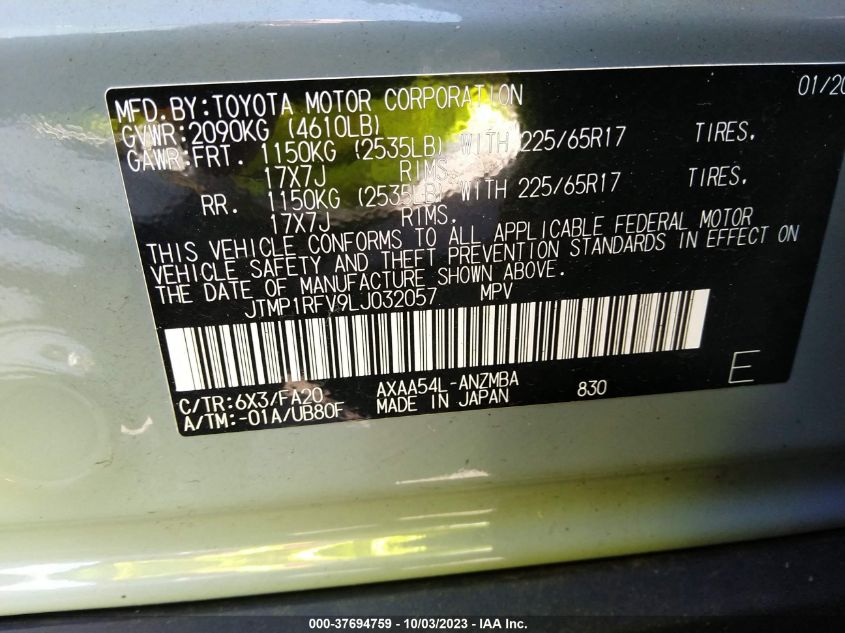 MFD.BY:TOYOTA MOTOR CORPORATION 01/20
GVWR:2090KG (4610LB)
GAWR:FRT. 1150KG (2535LB) WITH 225/65R17 TIRES.
17X7J RIMS.
RR. 1150KG (2535LB) WITH 225/65R17 TIRES.
17X7J RIMS.
THIS VEHICLE CONFORMS TO ALL APPLICABLE FEDERAL MOTOR
VEHICLE SAFETY AND THEFT PREVENTION STANDARDS IN EFFECT ON
THE DATE OF MANUFACTURE SHOWN ABOVE.
JTMP1RFV9LJ032057 MPV
C/TR:6X3/FA20 AXAA54L-ANZMBA 830 E
A/TM:-01A/UB80F MADE IN JAPAN
000-37694759 - 10/03/2023 - IAA Inc.